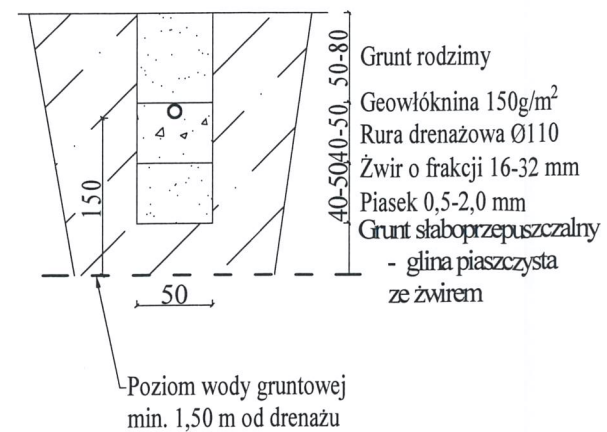 50-80
40-50
40-50
Grunt rodzimy
Geowłóknina 150g/m²
Rura drenażowa Ø110
Żwir o frakcji 16-32 mm
Piasek 0,5-2,0 mm
Grunt słaboprzepuszczalny
- glina piaszczysta
ze żwirem
150
50
Poziom wody gruntowej
min. 1,50 m od drenażu